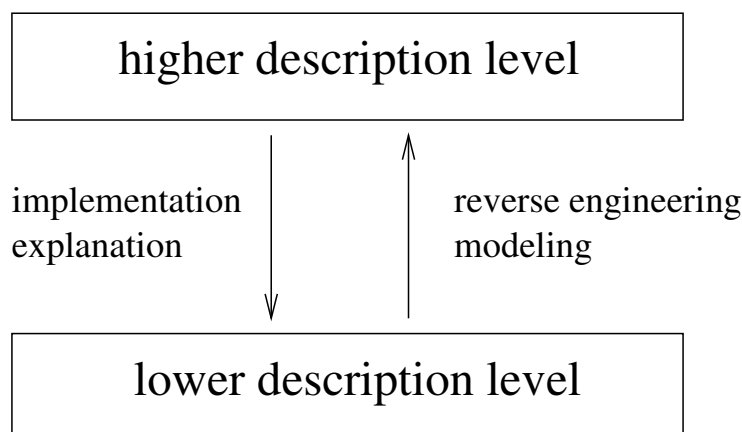 higher description level
implementation
explanation
reverse engineering
modeling
lower description level